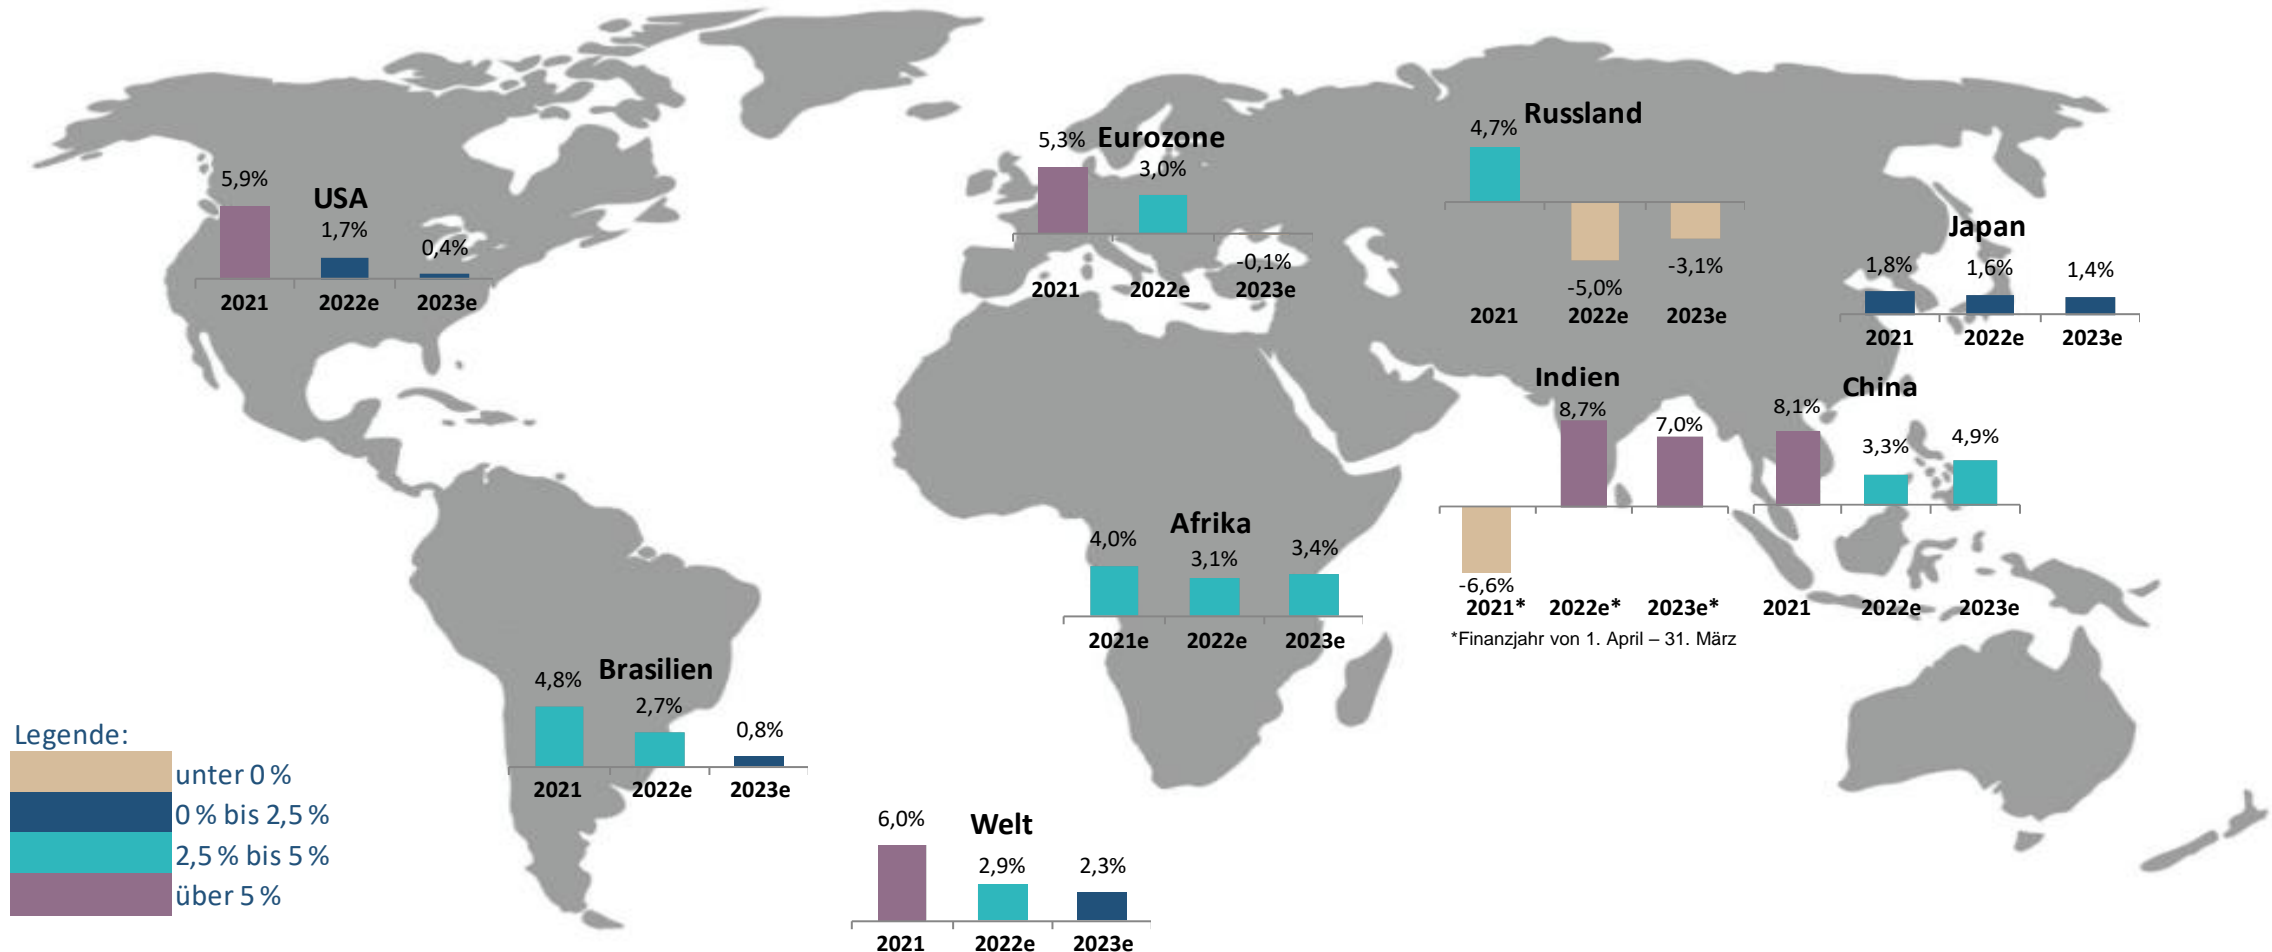 USA
5,9%
1,7%
0,4%
2021 2022e 2023e
Eurozone
5,3%
3,0%
-0,1%
2021 2022e 2023e
Russland
4,7%
-5,0%
-3,1%
2021 2022e 2023e
Japan
1,8% 1,6% 1,4%
2021 2022e 2023e
Indien
8,7%
7,0%
-6,6%
2021* 2022e* 2023e*
*Finanzjahr von 1. April – 31. März
China
8,1%
3,3%
4,9%
2021 2022e 2023e
Afrika
4,0%
3,1%
3,4%
2021e 2022e 2023e
Brasilien
4,8%
2,7%
0,8%
2021 2022e 2023e
Welt
6,0%
2,9%
2,3%
2021 2022e 2023e
Legende:
unter 0 %
0 % bis 2,5 %
2,5 % bis 5 %
über 5 %